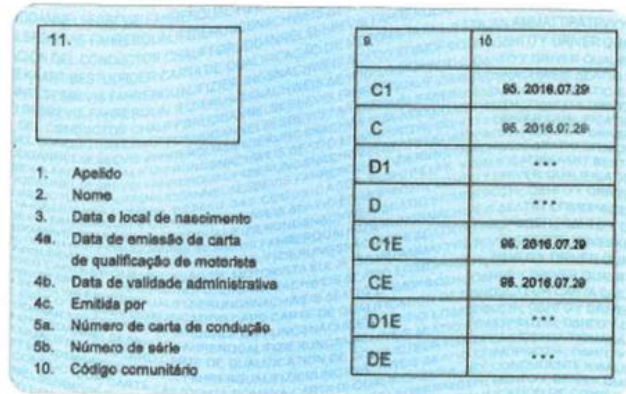 11.
1. Apelido
2. Nome
3. Data e local de nascimento
4a. Data de emissão da carta
de qualificação de motorista
4b. Data de validade administrativa
4c. Emitida por
5a. Número de carta de condução
5b. Número de série
10. Código comunitário
9. 10.
C1 95. 2016.07.29
C 95. 2016.07.29
D1 ***
D ***
C1E 95. 2016.07.29
CE 95. 2016.07.29
D1E ***
DE ***